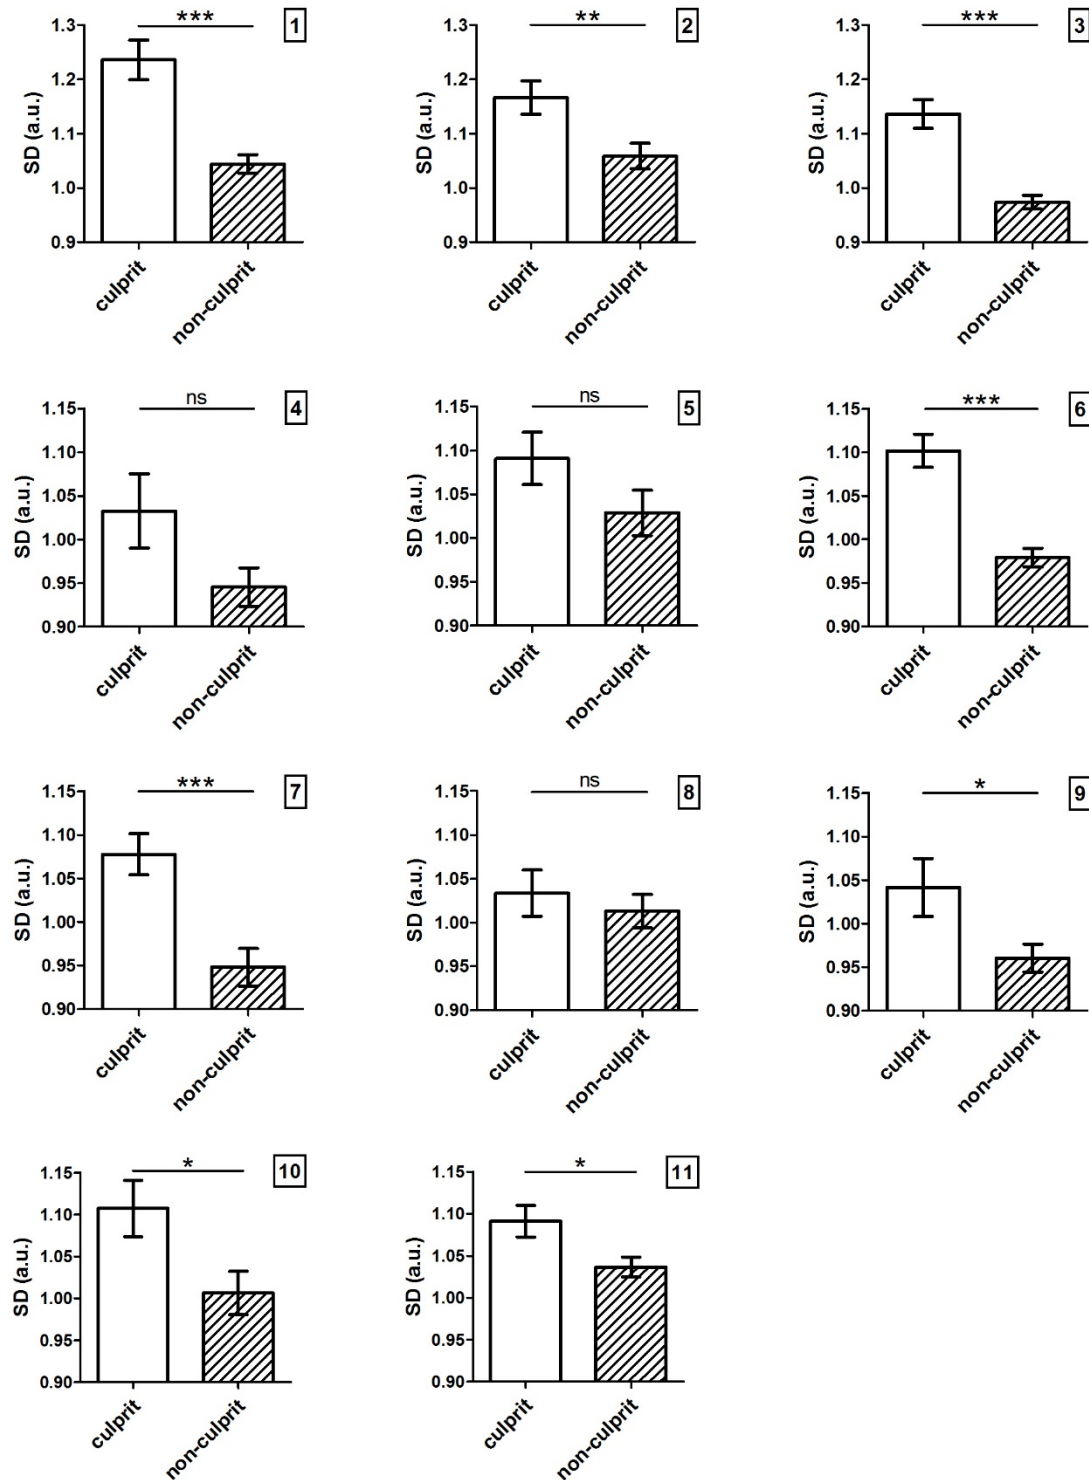 *** 1
1.3
1.2
1.1
1.0
0.9
SD (a.u.)
culprit
non-culprit
** 2
1.3
1.2
1.1
1.0
0.9
SD (a.u.)
culprit
non-culprit
*** 3
1.3
1.2
1.1
1.0
0.9
SD (a.u.)
culprit
non-culprit
ns 4
1.15
1.10
1.05
1.00
0.95
0.90
SD (a.u.)
culprit
non-culprit
ns 5
1.15
1.10
1.05
1.00
0.95
0.90
SD (a.u.)
culprit
non-culprit
*** 6
1.15
1.10
1.05
1.00
0.95
0.90
SD (a.u.)
culprit
non-culprit
*** 7
1.15
1.10
1.05
1.00
0.95
0.90
SD (a.u.)
culprit
non-culprit
ns 8
1.15
1.10
1.05
1.00
0.95
0.90
SD (a.u.)
culprit
non-culprit
* 9
1.15
1.10
1.05
1.00
0.95
0.90
SD (a.u.)
culprit
non-culprit
* 10
1.15
1.10
1.05
1.00
0.95
0.90
SD (a.u.)
culprit
non-culprit
* 11
1.15
1.10
1.05
1.00
0.95
0.90
SD (a.u.)
culprit
non-culprit